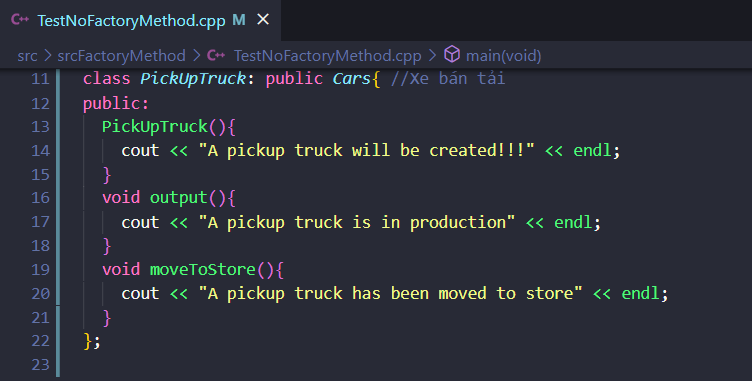 C++ TestNoFactoryMethod.cpp M ×
src > srcFactoryMethod > C++ TestNoFactoryMethod.cpp > main(void)
11 class PickUpTruck: public Cars{ //Xe bán tải
12 public:
13 PickUpTruck(){
14 cout << "A pickup truck will be created!!!" << endl;
15 }
16 void output(){
17 cout << "A pickup truck is in production" << endl;
18 }
19 void moveToStore(){
20 cout << "A pickup truck has been moved to store" << endl;
21 }
22 };
23